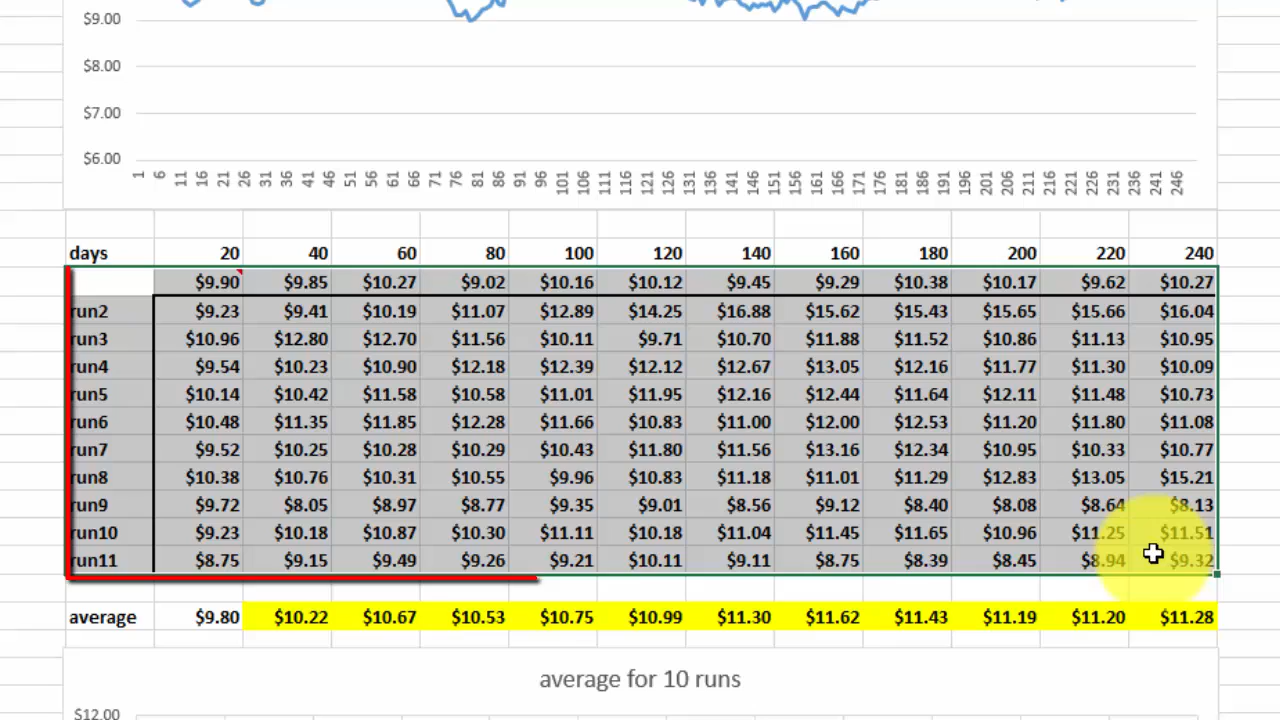 $9.00
$8.00
$7.00
$6.00
1 6 11 16 21 26 31 36 41 46 51 56 61 66 71 76 81 86 91 96 101 106 111 116 121 126 131 136 141 146 151 156 161 166 171 176 181 186 191 196 201 206 211 216 221 226 231 236 241 246
days 20 40 60 80 100 120 140 160 180 200 220 240
$9.90 $9.85 $10.27 $9.02 $10.16 $10.12 $9.45 $9.29 $10.38 $10.17 $9.62 $10.27
run2 $9.23 $9.41 $10.19 $11.07 $12.89 $14.25 $16.88 $15.62 $15.43 $15.65 $15.66 $16.04
run3 $10.96 $12.80 $12.70 $11.56 $10.11 $9.71 $10.70 $11.88 $11.52 $10.86 $11.13 $10.95
run4 $9.54 $10.23 $10.90 $12.18 $12.39 $12.12 $12.67 $13.05 $12.16 $11.77 $11.30 $10.09
run5 $10.14 $10.42 $11.58 $10.58 $11.01 $11.95 $12.16 $12.44 $11.64 $12.11 $11.48 $10.73
run6 $10.48 $11.35 $11.85 $12.28 $11.66 $10.83 $11.00 $12.00 $12.53 $11.20 $11.80 $11.08
run7 $9.52 $10.25 $10.28 $10.29 $10.43 $11.80 $11.56 $13.16 $12.34 $10.95 $10.33 $10.77
run8 $10.38 $10.76 $10.31 $10.55 $9.96 $10.83 $11.18 $11.01 $11.29 $12.83 $13.05 $15.21
run9 $9.72 $8.05 $8.97 $8.77 $9.35 $9.01 $8.56 $9.12 $8.40 $8.08 $8.64 $8.13
run10 $9.23 $10.18 $10.87 $10.30 $11.11 $10.18 $11.04 $11.45 $11.65 $10.96 $11.25 $11.51
run11 $8.75 $9.15 $9.49 $9.26 $9.21 $10.11 $9.11 $8.75 $8.39 $8.45 $8.94 $9.32
average $9.80 $10.22 $10.67 $10.53 $10.75 $10.99 $11.30 $11.62 $11.43 $11.19 $11.20 $11.28
average for 10 runs
$12.00